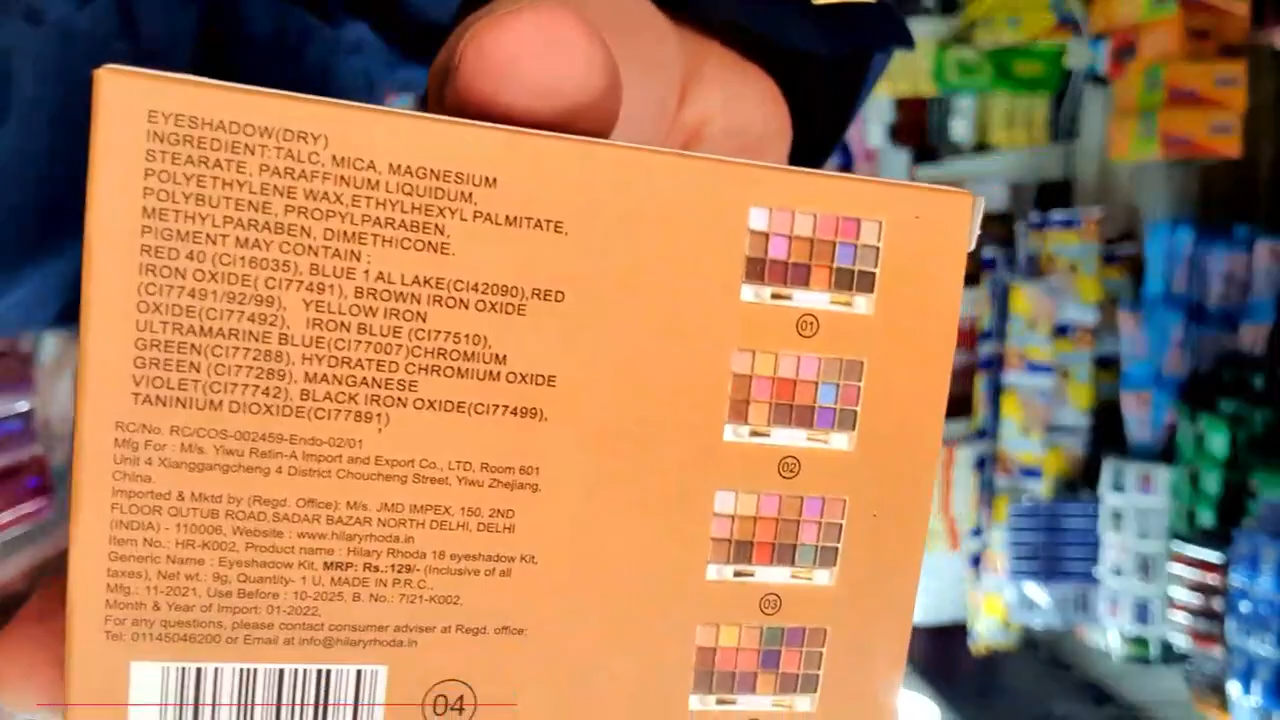 EYESHADOW(DRY)
INGREDIENT:TALC, MICA, MAGNESIUM
STEARATE, PARAFFINUM LIQUIDUM,
POLYETHYLENE WAX,ETHYLHEXYL PALMITATE,
POLYBUTENE, PROPYLPARABEN,
METHYLPARABEN, DIMETHICONE.
PIGMENT MAY CONTAIN :
RED 40 (CI16035), BLUE 1 AL LAKE(CI42090),RED
IRON OXIDE( CI77491), BROWN IRON OXIDE
(CI77491/92/99), YELLOW IRON
OXIDE(CI77492), IRON BLUE (CI77510),
ULTRAMARINE BLUE(CI77007)CHROMIUM
GREEN(CI77288), HYDRATED CHROMIUM OXIDE
GREEN (CI77289), MANGANESE
VIOLET(CI77742), BLACK IRON OXIDE(CI77499),
TANINIUM DIOXIDE(CI77891)
RC/No. RC/COS-002459-Endo-02/01
Mfg For : M/s. Yiwu Retin-A Import and Export Co., LTD, Room 601
Unit 4 Xianggangcheng 4 District Choucheng Street, Yiwu Zhejiang,
China.
Imported & Mktd by (Regd. Office): M/s. JMD IMPEX, 150, 2ND
FLOOR QUTUB ROAD,SADAR BAZAR NORTH DELHI, DELHI
(INDIA) - 110006, Website : www.hilaryrhoda.in
Item No.; HR-K002, Product name : Hilary Rhoda 18 eyeshadow Kit,
Generic Name : Eyeshadow Kit, MRP: Rs.:129/- (Inclusive of all
taxes), Net wt.: 9g, Quantity- 1 U, MADE IN P.R.C.,
Mfg.: 11-2021, Use Before : 10-2025, B. No.: 7I21-K002,
Month & Year of Import: 01-2022,
For any questions, please contact consumer adviser at Regd. office:
Tel: 01145046200 or Email at info@hilaryrhoda.in
04
01
02
03